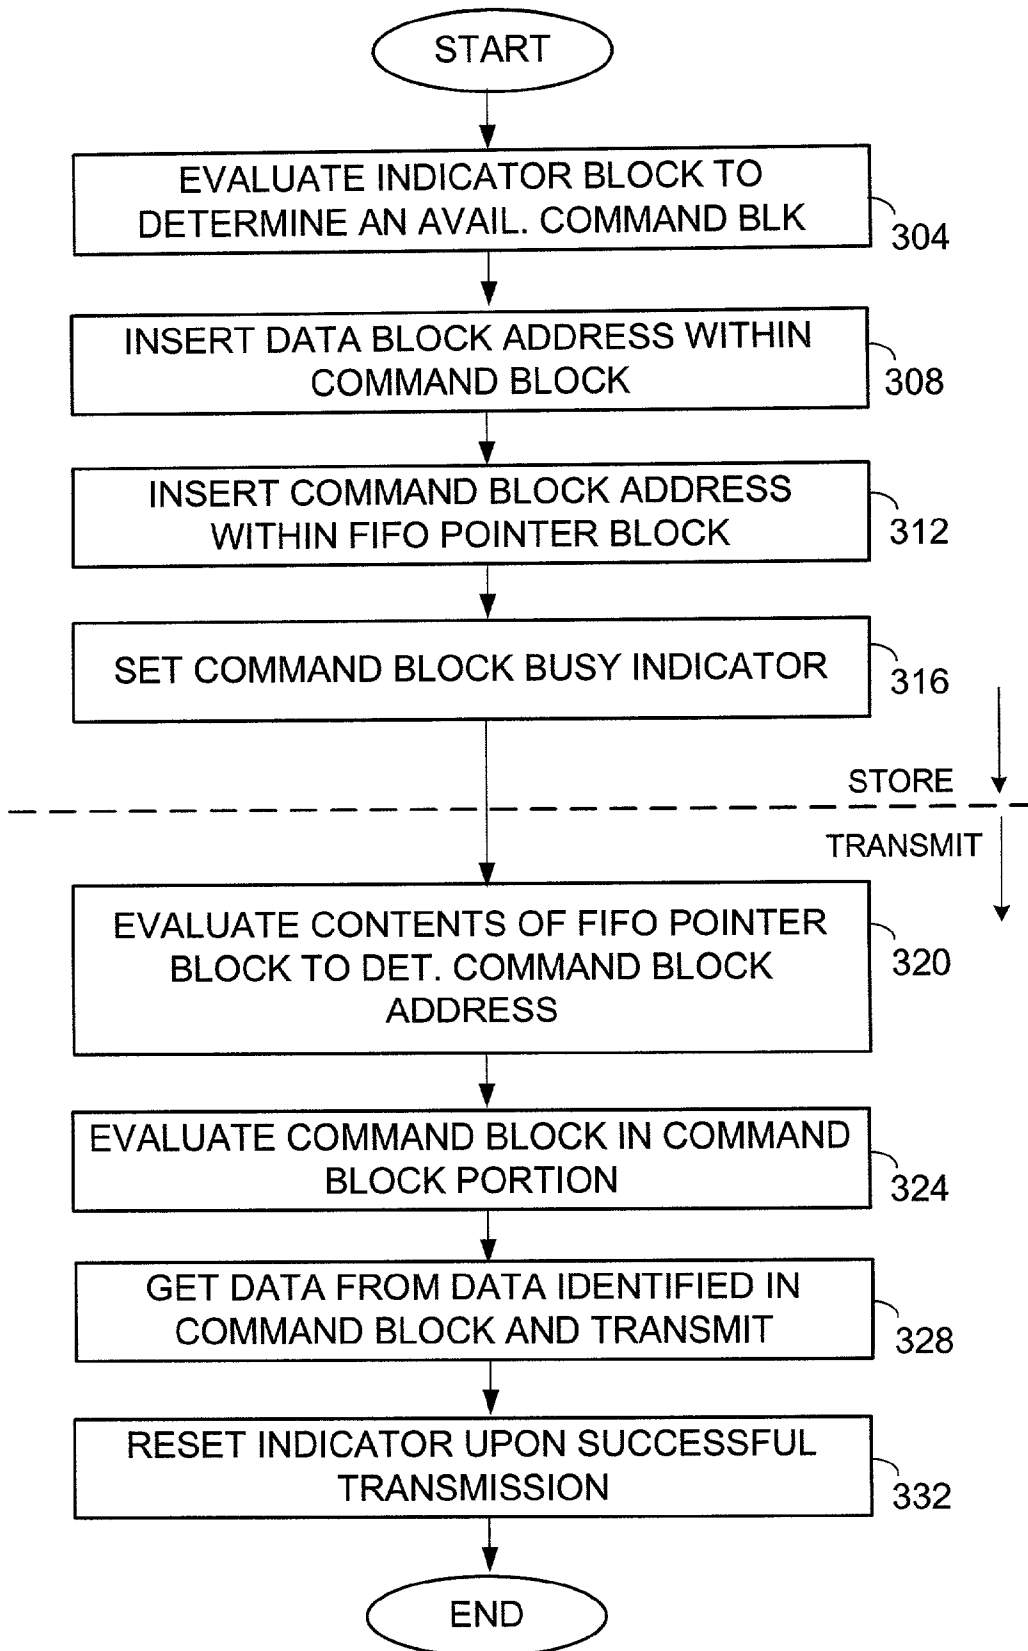 START
EVALUATE INDICATOR BLOCK TO
DETERMINE AN AVAIL. COMMAND BLK
304
INSERT DATA BLOCK ADDRESS WITHIN
COMMAND BLOCK
308
INSERT COMMAND BLOCK ADDRESS
WITHIN FIFO POINTER BLOCK
312
SET COMMAND BLOCK BUSY INDICATOR
316
STORE
TRANSMIT
EVALUATE CONTENTS OF FIFO POINTER
BLOCK TO DET. COMMAND BLOCK
ADDRESS
320
EVALUATE COMMAND BLOCK IN COMMAND
BLOCK PORTION
324
GET DATA FROM DATA IDENTIFIED IN
COMMAND BLOCK AND TRANSMIT
328
RESET INDICATOR UPON SUCCESSFUL
TRANSMISSION
332
END